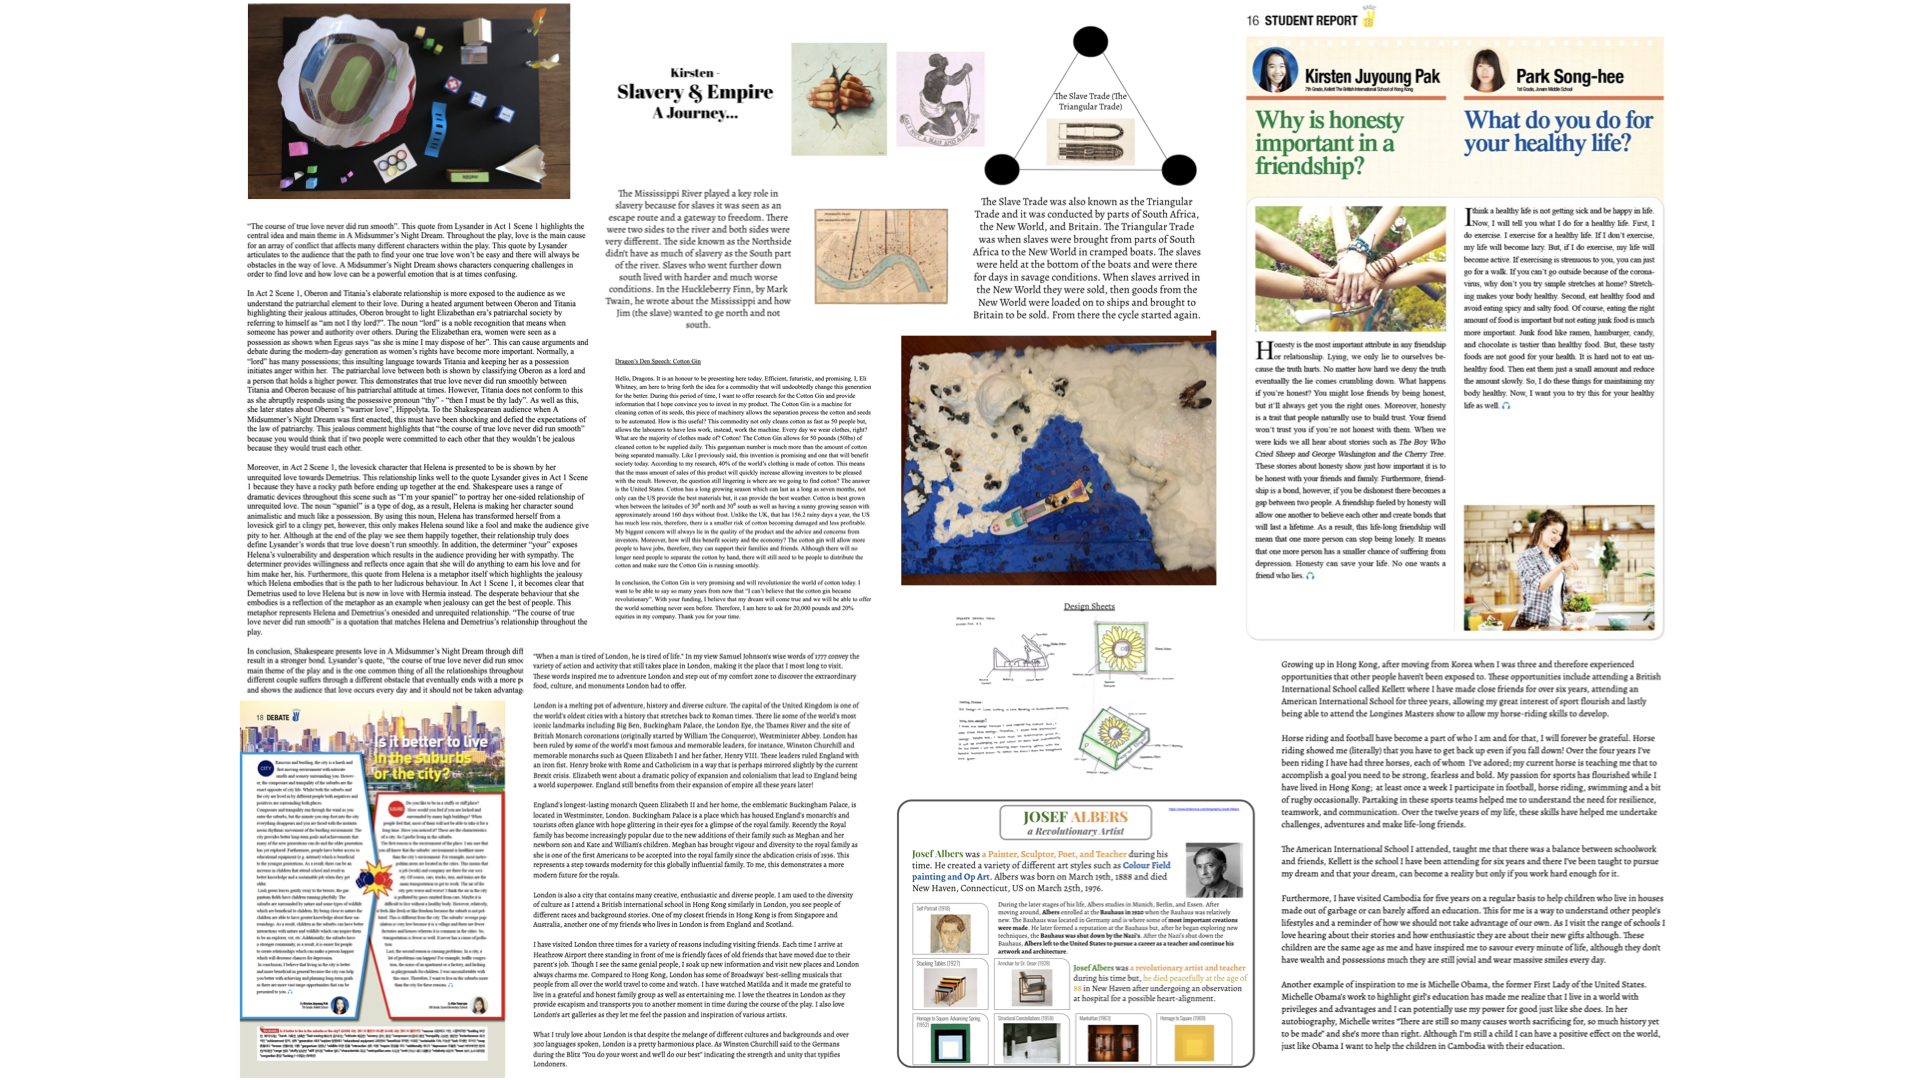 "The course of true love never did run smooth". This quote from Lysander in Act 1 Scene 1 highlights the
central idea and main theme in A Midsummer's Night Dream. Throughout the play, love is the main cause
for an array of conflict that affects many different characters within the play. This quote by Lysander
articulates to the audience that the path to find your one true love won't be easy and there will always be
obstacles in the way of love. A Midsummer's Night Dream shows characters conquering challenges in
order to find love and how love can be a powerful emotion that is at times confusing.
In Act 2 Scene 1, Oberon and Titania's elaborate relationship is more exposed to the audience as we
understand the patriarchal element to their love. During a heated argument between Oberon and Titania
highlighting their jealous attitudes, Oberon brought to light Elizabethan era's patriarchal society by
referring to himself as "am not I thy lord?". The noun "lord" is a noble recognition that means when
someone has power and authority over others. During the Elizabethan era, women were seen as a
possession as shown when Egeus says "as she is mine I may dispose of her". This can cause arguments and
debate during the modern-day generation as women's rights have become more important. Normally, a
"lord" has many possessions; this insulting language towards Titania and keeping her as a possession
initiates anger within her. The patriarchal love between both is shown by classifying Oberon as a lord and
a person that holds a higher power. This demonstrates that true love never did run smoothly between
Titania and Oberon because of his patriarchal attitude at times. However, Titania does not conform to this
as she abruptly responds using the possessive pronoun "thy" - "then I must be thy lady". As well as this,
she later states about Oberon's "warrior love", Hippolyta. To the Shakespearean audience when A
Midsummer's Night Dream was first enacted, this must have been shocking and defied the expectations of
the law of patriarchy. This jealous comment highlights that "the course of true love never did run smooth"
because you would think that if two people were committed to each other that they wouldn't be jealous
because they would trust each other.
Moreover, in Act 2 Scene 1, the lovesick character that Helena is presented to be is shown by her
unrequited love towards Demetrius. This relationship links well to the quote Lysander gives in Act 1 Scene
1 because they have a rocky path before ending up together at the end. Shakespeare uses a range of
dramatic devices throughout this scene such as "I'm your spaniel" to portray her one-sided relationship of
unrequited love. The noun "spaniel" is a type of dog, as a result, Helena is making her character sound
animalistic and much like a possession. By using this noun, Helena has transformed herself from a
lovesick girl to a clingy pet, however, this only makes Helena sound like a fool and make the audience give
pity to her. Although at the end of the play we see them happily together, their relationship truly does
define Lysander's words that true love doesn't run smoothly. In addition, the determiner "your" exposes
Helena's vulnerability and desperation which results in the audience providing her with sympathy. The
determiner provides willingness and reflects once again that she will do anything to earn his love and for
him make her, his. Furthermore, this quote from Helena is a metaphor itself which highlights the jealousy
which Helena embodies that is the path to her ludicrous behaviour. In Act 1 Scene 1, it becomes clear that
Demetrius used to love Helena but is now in love with Hermia instead. The desperate behaviour that she
embodies is a reflection of the metaphor as an example when jealousy can get the best of people. This
metaphor represents Helena and Demetrius's onesided and unrequited relationship. "The course of true
love never did run smooth" is a quotation that matches Helena and Demetrius's relationship throughout the
play.
In conclusion, Shakespeare presents love in A Midsummer's Night Dream through diff
result in a stronger bond. Lysander's quote, "the course of true love never did run smoo
main theme of the play and is the one common thing of all the relationships throughout
different couple suffers through a different obstacle that eventually ends with a more p
and shows the audience that love occurs every day and it should not be taken advantag
18 DEBATE
Is it better to live
in the suburbs
or the city?
CITY
Kirsten -
Slavery & Empire
A Journey...
The Slave Trade (The
Triangular Trade)
The Mississippi River played a key role in
slavery because for slaves it was seen as an
escape route and a gateway to freedom. There
were two sides to the river and both sides were
very different. The side known as the Northside
didn't have as much of slavery as the South part
of the river. Slaves who went further down
south lived with harder and much worse
conditions. In the Huckleberry Finn, by Mark
Twain, he wrote about the Mississippi and how
Jim (the slave) wanted to ge north and not
south.
The Slave Trade was also known as the Triangular
Trade and it was conducted by parts of South Africa,
the New World, and Britain. The Triangular Trade
was when slaves were brought from parts of South
Africa to the New World in cramped boats. The slaves
were held at the bottom of the boats and were there
for days in savage conditions. When slaves arrived in
the New World they were sold, then goods from the
New World were loaded on to ships and brought to
Britain to be sold. From there the cycle started again.
Dragon's Den Speech: Cotton Gin
Hello, Dragons. It is an honour to be presenting here today. Efficient, futuristic, and promising. I, Eli
Whitney, am here to bring forth the idea for a commodity that will undoubtedly change this generation
for the better. During this period of time, I want to offer research for the Cotton Gin and provide
information that I hope convince you to invest in my product. The Cotton Gin is a machine for
cleaning cotton of its seeds, this piece of machinery allows the separation process the cotton and seeds
to be automated. How is this useful? This commodity not only cleans cotton as fast as 50 people but,
allows the labourers to have less work, instead, work the machine. Every day we wear clothes, right?
What are the majority of clothes made of? Cotton! The Cotton Gin allows for 50 pounds (50lbs) of
cleaned cotton to be supplied daily. This gargantuan number is much more than the amount of cotton
being separated manually. Like I previously said, this invention is promising and one that will benefit
society today. According to my research, 40% of the world's clothing is made of cotton. This means
that the mass amount of sales of this product will quickly increase allowing investors to be pleased
with the result. However, the question still lingering is where are we going to find cotton? The answer
is the United States. Cotton has a long growing season which can last as a long as seven months, not
only can the US provide the best materials but, it can provide the best weather. Cotton is best grown
when between the latitudes of 30° north and 30° south as well as having a sunny growing season with
approximately around 160 days without frost. Unlike the UK, that has 156.2 rainy days a year, the US
has much less rain, therefore, there is a smaller risk of cotton becoming damaged and less profitable.
My biggest concern will always lie in the quality of the product and the advice and concerns from
investors. Moreover, how will this benefit society and the economy? The cotton gin will allow more
people to have jobs, therefore, they can support their families and friends. Although there will no
longer need people to separate the cotton by hand, there will still need to be people to distribute the
cotton and make sure the Cotton Gin is running smoothly.
In conclusion, the Cotton Gin is very promising and will revolutionize the world of cotton today. I
want to be able to say so many years from now that "I can't believe that the cotton gin became
revolutionary". With your funding, I believe that my dream will come true and we will be able to offer
the world something never seen before. Therefore, I am here to ask for 20,000 pounds and 20%
equities in my company. Thank you for your time.
"When a man is tired of London, he is tired of life." In my view Samuel Johnson's wise words of 1777 convey the
variety of action and activity that still takes place in London, making it the place that I most long to visit.
These words inspired me to adventure London and step out of my comfort zone to discover the extraordinary
food, culture, and monuments London had to offer.
London is a melting pot of adventure, history and diverse culture. The capital of the United Kingdom is one of
the world's oldest cities with a history that stretches back to Roman times. There lie some of the world's most
iconic landmarks including Big Ben, Buckingham Palace, the London Eye, the Thames River and the site of
British Monarch coronations (originally started by William The Conqueror), Westminister Abbey. London has
been ruled by some of the world's most famous and memorable leaders, for instance, Winston Churchill and
memorable monarchs such as Queen Elizabeth I and her father, Henry VIII. These leaders ruled England with
an iron fist. Henry broke with Rome and Catholicism in a way that is perhaps mirrored slightly by the current
Brexit crisis. Elizabeth went about a dramatic policy of expansion and colonialism that lead to England being
a world superpower. England still benefits from their expansion of empire all these years later!
England's longest-lasting monarch Queen Elizabeth II and her home, the emblematic Buckingham Palace, is
located in Westminster, London. Buckingham Palace is a place which has housed England's monarchs and
tourists often glance with hope glittering in their eyes for a glimpse of the royal family. Recently the Royal
family has become increasingly popular due to the new additions of their family such as Meghan and her
newborn son and Kate and William's children. Meghan has brought vigour and diversity to the royal family as
she is one of the first Americans to be accepted into the royal family since the abdication crisis of 1936. This
represents a step towards modernity for this global influential family. To me, this demonstrates a more
modern future for the royals.
London is also a city that contains many creative, enthusiastic and diverse people. I am used to the diversity
of culture as I attend a British international school in Hong Kong similarly in London, you see people of
different races and background stories. One of my closest friends in Hong Kong is from Singapore and
Australia, another one of my friends who lives in London is from England and Scotland.
I have visited London three times for a variety of reasons including visiting friends. Each time I arrive at
Heathrow Airport there standing in front of me is friendly faces of old friends that have moved due to their
parent's job. Though I see the same genial people, I soak up new information and visit new places and London
always charms me. Compared to Hong Kong, London has some of Broadways' best-selling musicals that
people from all over the world travel to come and watch. I have watched Matilda and it made me grateful to
live in a grateful and honest family group as well as entertaining me. I love the theatres in London as they
provide escapism and transports you to another moment in time during the course of the play. I also love
London's art galleries as they let me feel the passion and inspiration of various artists.
What I truly love about London is that despite the melange of different cultures and backgrounds and over
300 languages spoken, London is a pretty harmonious place. As Winston Churchill said to the Germans
during the Blitz "You do your worst and we'll do our best" indicating the strength and unity that typifies
Londoners.
Design Sheets
JOSEF ALBERS
a Revolutionary Artist
Josef Albers was a Painter, Sculptor, Poet, and Teacher during his
time. He created a variety of different art styles such as Colour Field
painting and Op Art. Albers was born on March 19th, 1888 and died
New Haven, Connecticut, US on March 25th, 1976.
During the later stages of his life, Albers studies in Munich, Berlin, and Essen. After
moving around, Albers enrolled at the Bauhaus in 1920 when the Bauhaus was relatively
new. The Bauhaus was located in Germany and is where some of most important creations
were made. He later formed a reputation at the Bauhaus but, after he began exploring new
techniques, the Bauhaus was shut down by the Nazi's. After the Nazi's shut down the
Bauhaus, Albers left to the United States to pursue a career as a teacher and continue his
artwork and architecture.
Self Portrait (1918)
Stacking Tables (1927)
Armchair for Dr. Oeser (1928)
Josef Albers was a revolutionary artist and teacher
during his time but, he died peacefully at the age of
88 in New Haven after undergoing an observation
at hospital for a possible heart-alignment.
Homage to Square: Advancing Spring,
(1952)
Structural Constellations (1958)
Manhattan (1963)
Homage to Square (1969)
16 STUDENT REPORT
Kirsten Juyoung Pak
7th Grade, Kellett The British International School of Hong Kong
Why is honesty
important in a
friendship?
Honesty is the most important attribute in any friendship
or relationship. Lying, we only lie to ourselves be-
cause the truth hurts. No matter how hard we deny the truth
eventually the lie comes crumbling down. What happens
if you're honest? You might lose friends by being honest,
but it'll always get you the right ones. Moreover, honesty
is a trait that people naturally use to build trust. Your friend
won't trust you if you're not honest with them. When we
were kids we all hear about stories such as The Boy Who
Cried Sheep and George Washington and the Cherry Tree.
These stories about honesty show just how important it is to
be honest with your friends and family. Furthermore, friend-
ship is a bond, however, if you be dishonest there becomes a
gap between two people. A friendship fueled by honesty will
allow one another to believe each other and create bonds that
will last a lifetime. As a result, this life-long friendship will
mean that one more person can stop being lonely. It means
that one more person has a smaller chance of suffering from
depression. Honesty can save your life. No one wants a
friend who lies.
Park Song-hee
1st Grade, Jonam Middle School
What do you do for
your healthy life?
I think a healthy life is not getting sick and be happy in life.
Now, I will tell you what I do for a healthy life. First, I
do exercise. I exercise for a healthy life. If I don't exercise,
my life will become lazy. But, if I do exercise, my life will
become active. If exercising is strenuous to you, you can just
go for a walk. If you can't go outside because of the corona-
virus, why don't you try simple stretches at home? Stretch-
ing makes your body healthy. Second, eat healthy food and
avoid eating spicy and salty food. Of course, eating the right
amount of food is important but not eating junk food is much
more important. Junk food like ramen, hamburger, candy,
and chocolate is tastier than healthy food. But, these tasty
foods are not good for your health. It is hard not to eat un-
healthy food. Then eat them just a small amount and reduce
the amount slowly. So, I do these things for maintaining my
body healthy. Now, I want you to try this for your healthy
life as well.
Growing up in Hong Kong, after moving from Korea when I was three and therefore experienced
opportunities that other people haven't been exposed to. These opportunities include attending a British
International School called Kellett where I have made close friends for over six years, attending an
American International School for three years, allowing my great interest of sport flourish and lastly
being able to attend the Longines Masters show to allow my horse-riding skills to develop.
Horse riding and football have become a part of who I am and for that, I will forever be grateful. Horse
riding showed me (literally) that you have to get back up even if you fall down! Over the four years I've
been riding I have had three horses, each of whom I've adored; my current horse is teaching me that to
accomplish a goal you need to be strong, fearless and bold. My passion for sports has flourished while I
have lived in Hong Kong; at least once a week I participate in football, horse riding, swimming and a bit
of rugby occasionally. Partaking in these sports teams helped me to understand the need for resilience,
teamwork, and communication. Over the twelve years of my life, these skills have helped me undertake
challenges, adventures and make life-long friends.
The American International School I attended, taught me that there was a balance between schoolwork
and friends, Kellett is the school I have been attending for six years and there I've been taught to pursue
my dream and that your dream, can become a reality but only if you work hard enough for it.
Furthermore, I have visited Cambodia for five years on a regular basis to help children who live in houses
made out of garbage or can barely afford an education. This for me is a way to understand other people's
lifestyles and a reminder of how we should not take advantage of our own. As I visit the range of schools I
love hearing about their stories and how enthusiastic they are about their new gifts although. These
children are the same age as me and have inspired me to savour every minute of life, although they don't
have wealth and possessions much they are still jovial and wear massive smiles every day.
Another example of inspiration to me is Michelle Obama, the former First Lady of the United States.
Michelle Obama's work to highlight girl's education has made me realize that I live in a world with
privileges and advantages and I can potentially use my power for good just like she does. In her
autobiography, Michelle writes "There are still so many causes worth sacrificing for, so much history yet
to be made" and she's more than right. Although I'm still a child I can have a positive effect on the world,
just like Obama I want to help the children in Cambodia with their education.